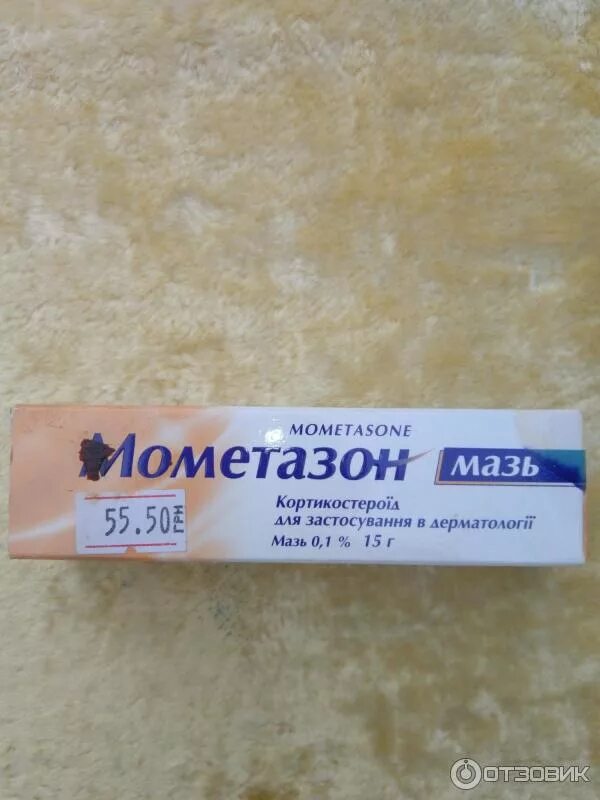 MOMETASONE
Мометазон мазь
55.50 ГРН
Кортикостероїд
для застосування в дерматології
Мазь 0,1 % 15 г
ОТЗОВИК